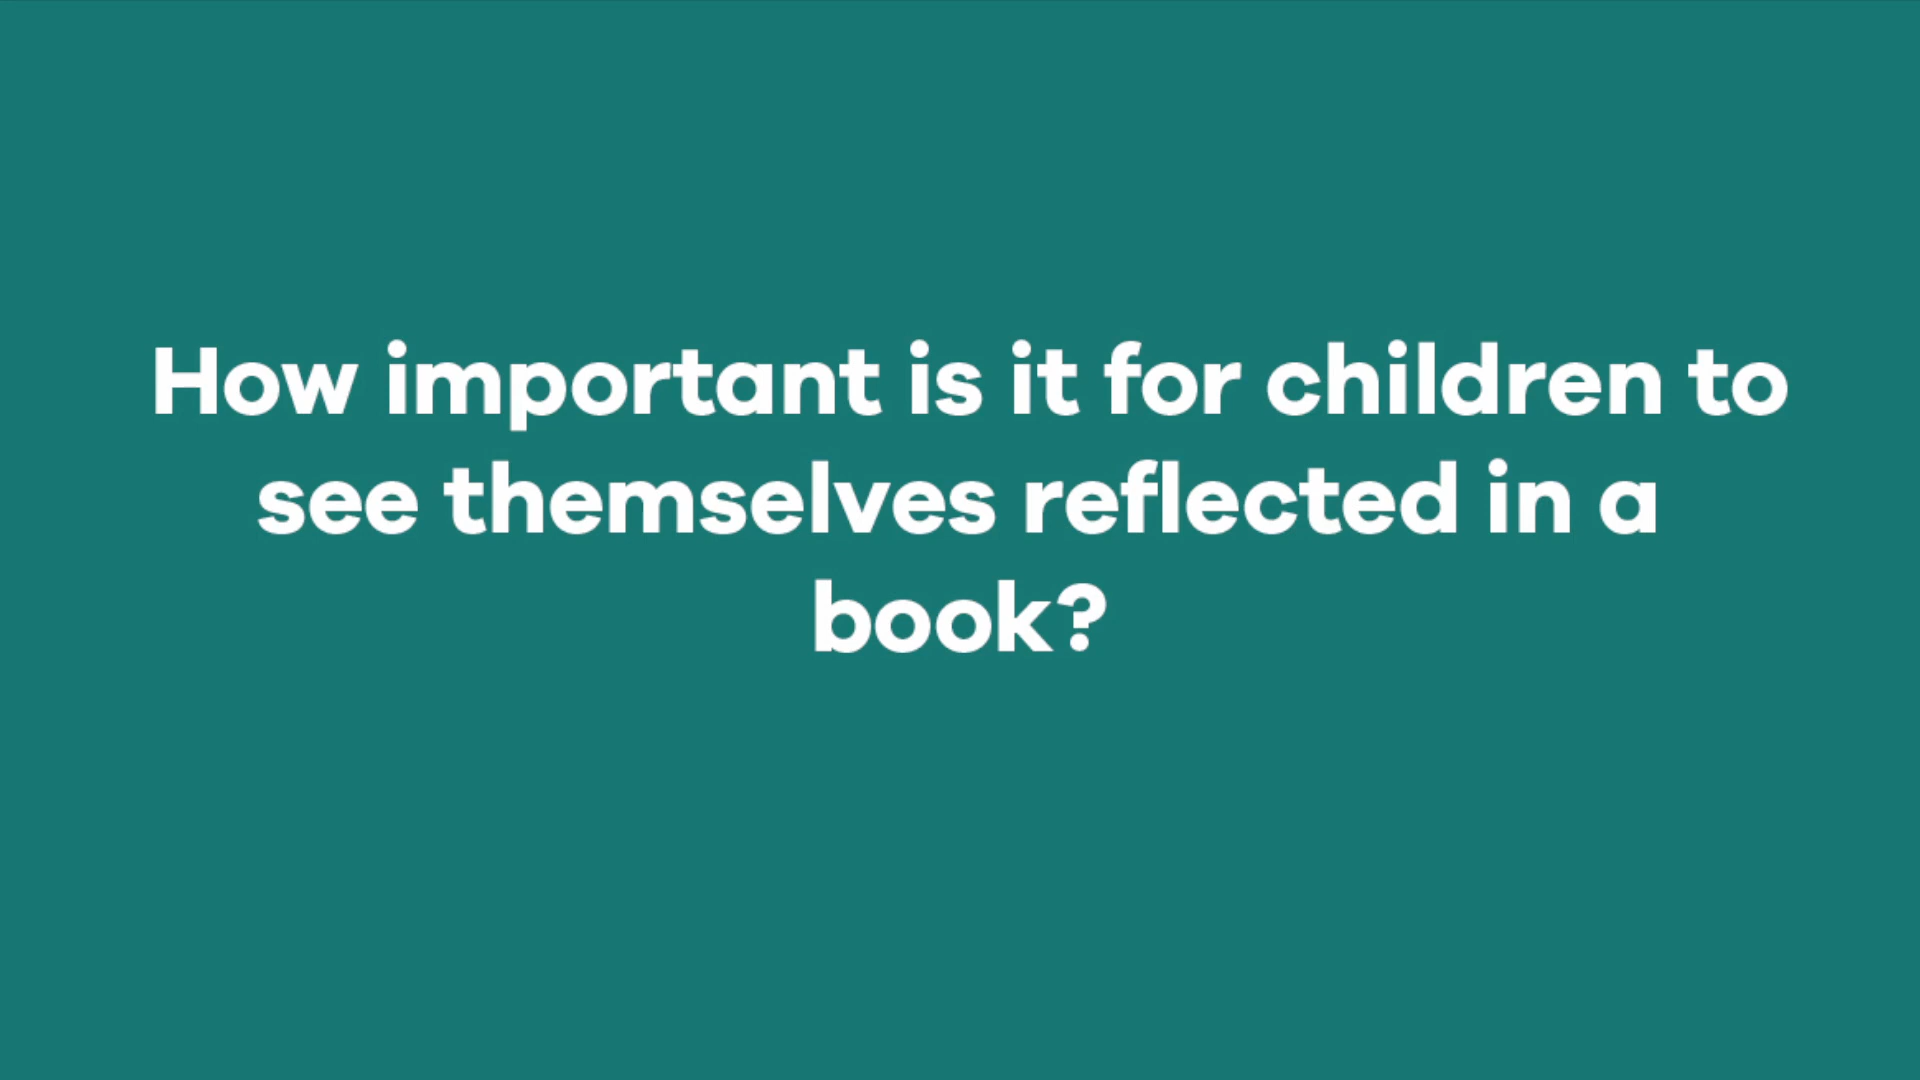 How important is it for children to
see themselves reflected in a
book?